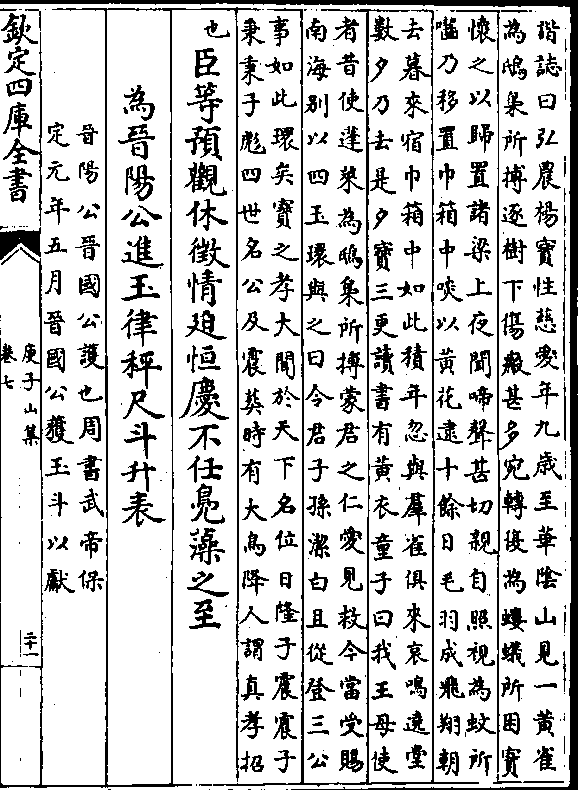 諧誌曰弘農楊寳性慈愛年九歲至華隂山見一黄雀
為鴟梟所搏逐樹下傷瘢甚多宛轉復為螻蟻所困寳
懷之以歸置諸梁上夜聞啼聲甚切親自照視為蚊所
嚙乃移置巾箱中啖以黄花逮十餘日毛羽成飛翔朝
去暮來宿巾箱中如此積年忽與羣雀俱來哀鳴遶堂
數夕乃去是夕寳三更讀書有黄衣童子曰我王母使
者昔使蓬萊為鴟梟所搏蒙君之仁愛見救今當受賜
南海别以四玉環與之曰令君子孫潔白且從登三公
事如此環矣寳之孝大聞於天下名位日隆子震震子
秉秉子彪四世名公及震葬時有大鳥降人謂真孝招
也
臣等預觀休徴情廹恒慶不任鳬藻之至
為晉陽公進玉律秤尺斗升表
晉陽公晉國公護也周書武帝保
定元年五月晉國公獲玉斗以獻
欽定四庫全書
庾子山集
卷七
二十一